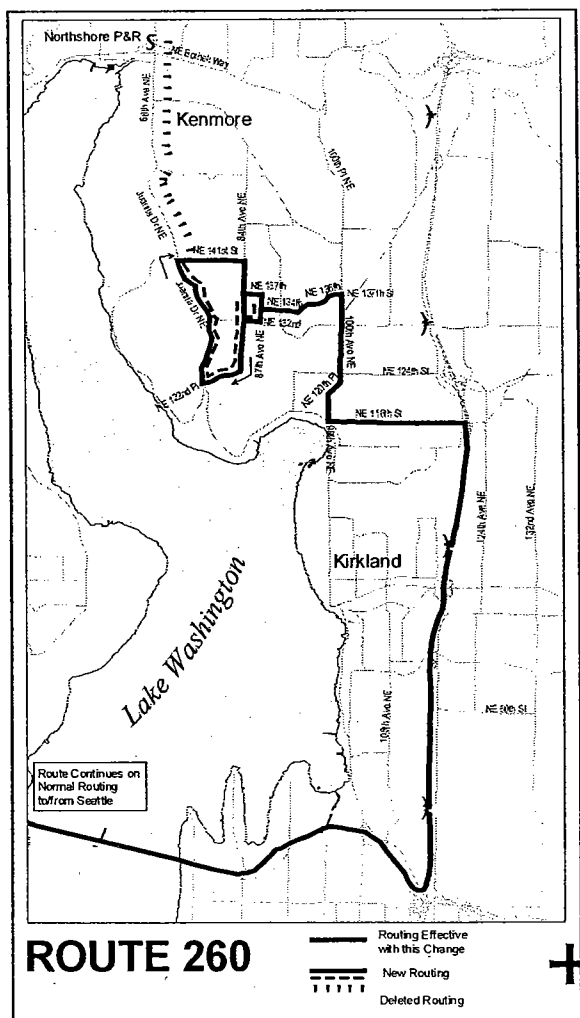 Northshore P&R
NE Bothell Way
68th Ave NE
Kenmore
100th Pl NE
84th Ave NE
Juanita Dr NE
NE 141st St
NE 137th
NE 136th
NE 137th St
NE 134th
NE 132nd
Juanita Dr NE
87th Ave NE
100th Ave NE
NE 122nd Pl
NE 120th Pl
NE 124th St
NE 116th St
98th Ave NE
124th Ave NE
132nd Ave NE
Kirkland
Lake Washington
108th Ave NE
NE 80th St
Route Continues on
Normal Routing
to/from Seattle
ROUTE 260
Routing Effective
with this Change
New Routing
Deleted Routing